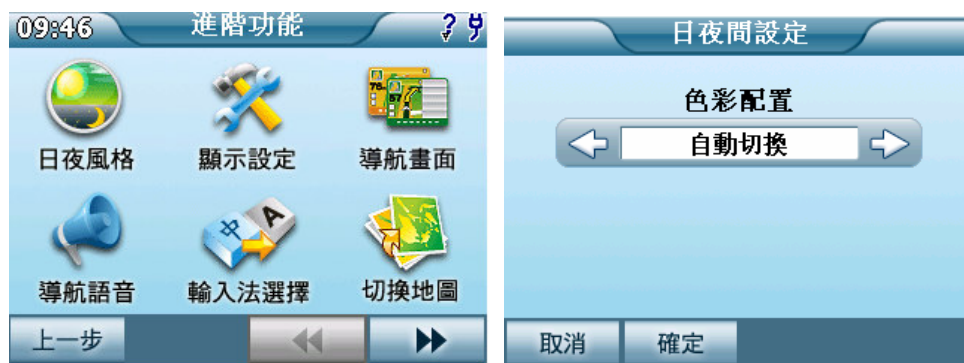 09:46 進階功能
日夜風格 顯示設定 導航畫面
導航語音 輸入法選擇 切換地圖
上一步
日夜間設定
色彩配置
自動切換
取消 確定